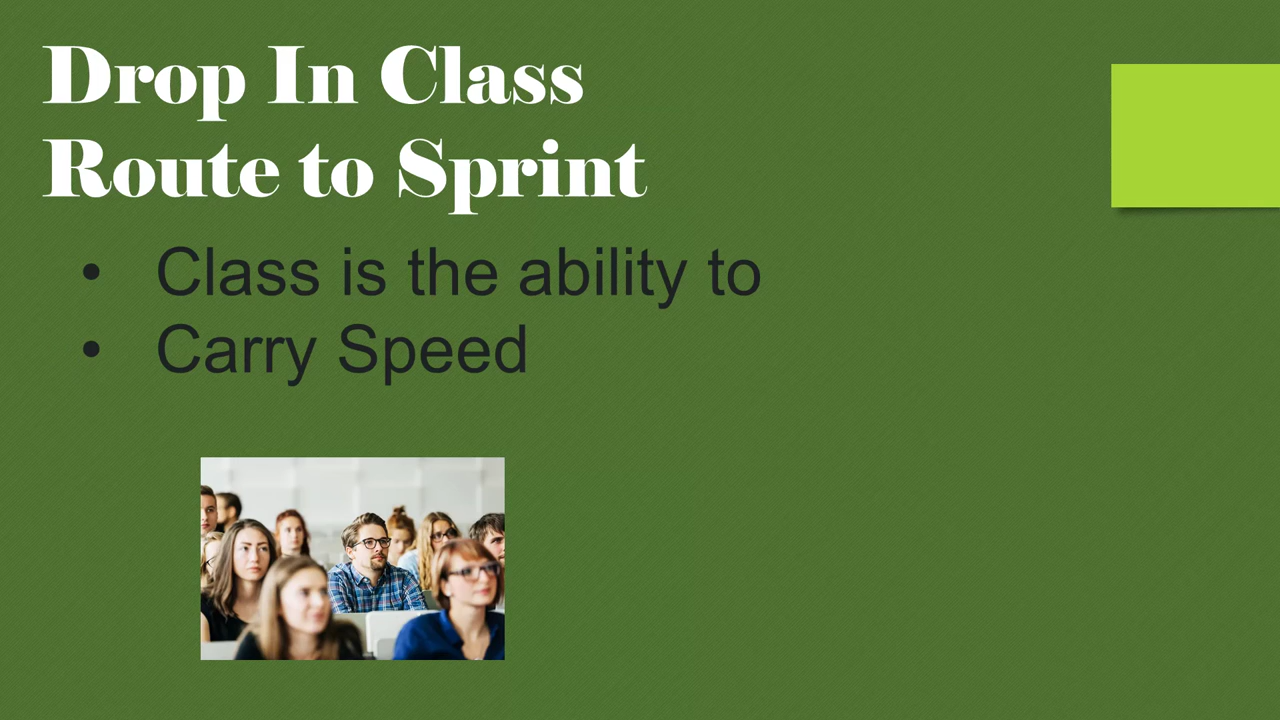 Drop In Class
Route to Sprint
• Class is the ability to
• Carry Speed